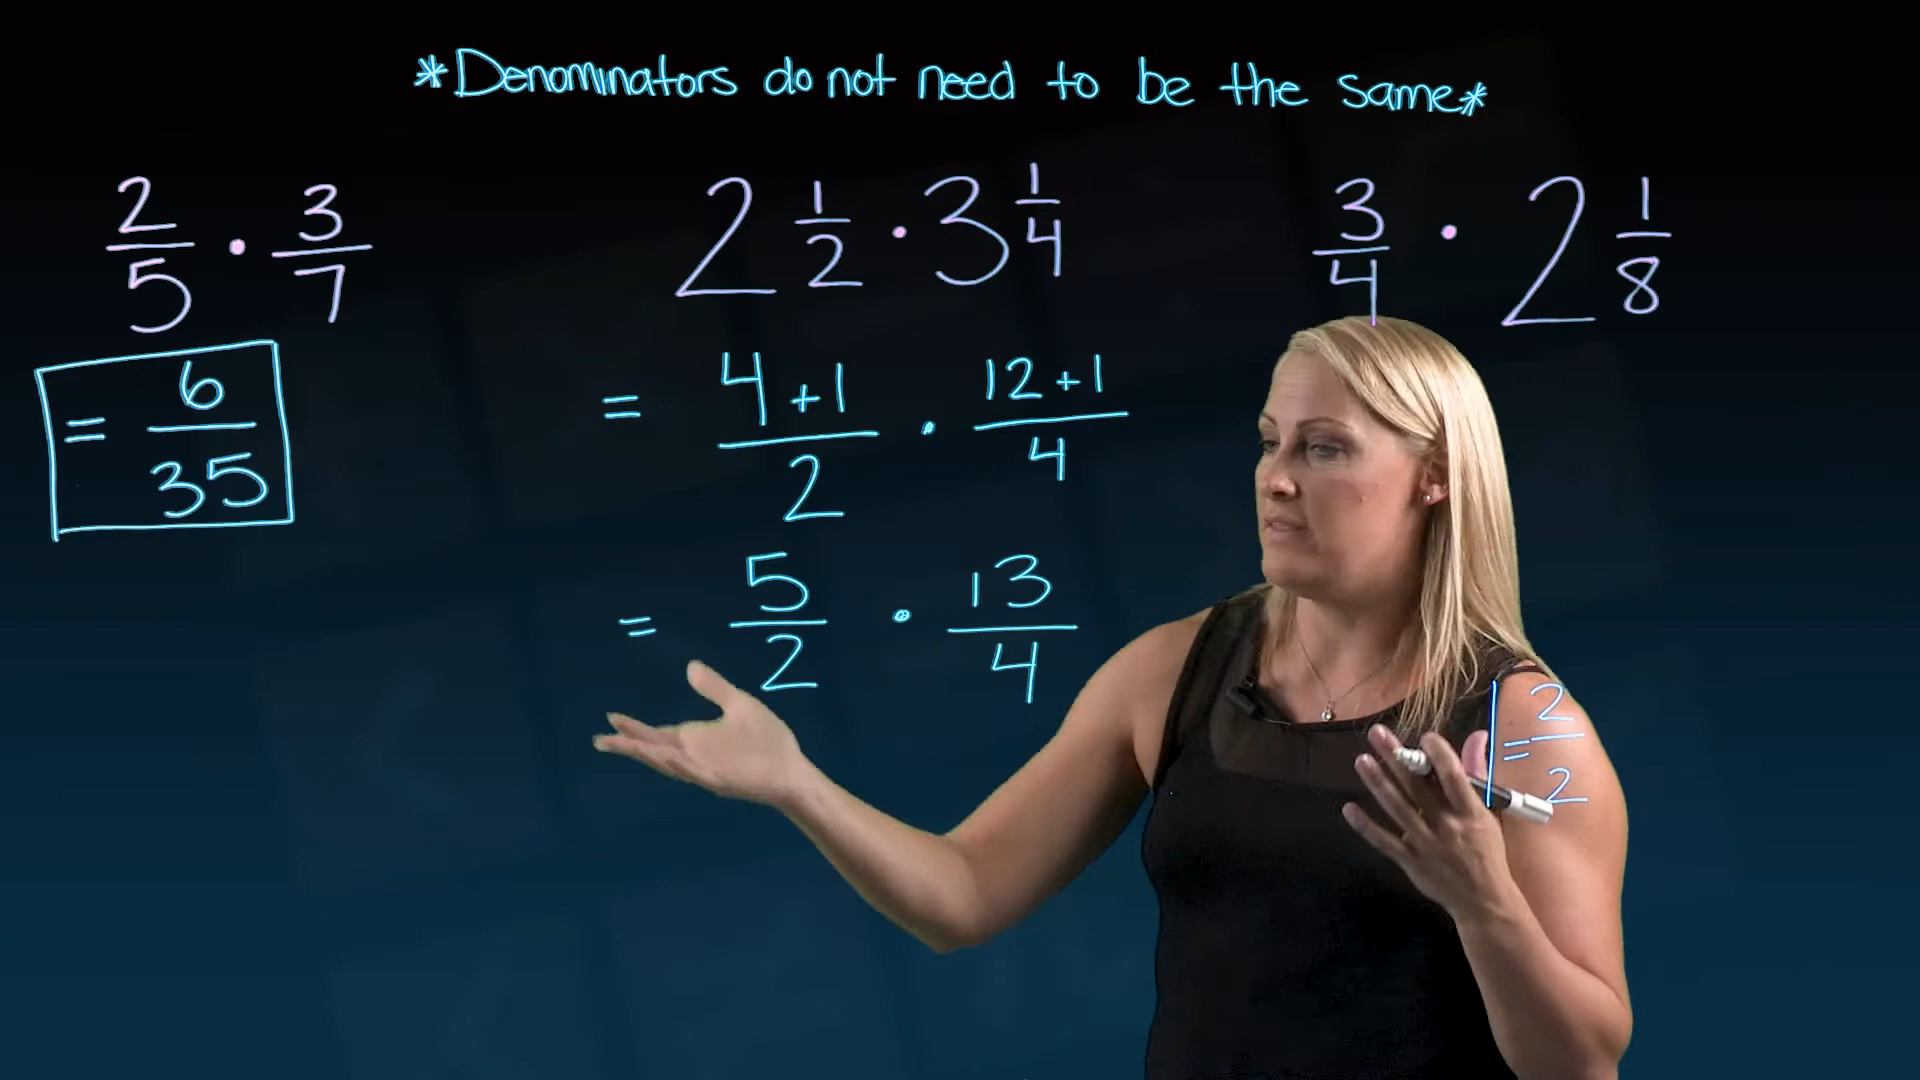 *Denominators do not need to be the same*
2/5 · 3/7
= 6/35
2 1/2 · 3 1/4
= 4+1/2 · 12+1/4
= 5/2 · 13/4
3/4 · 2 1/8
1 = 2/2